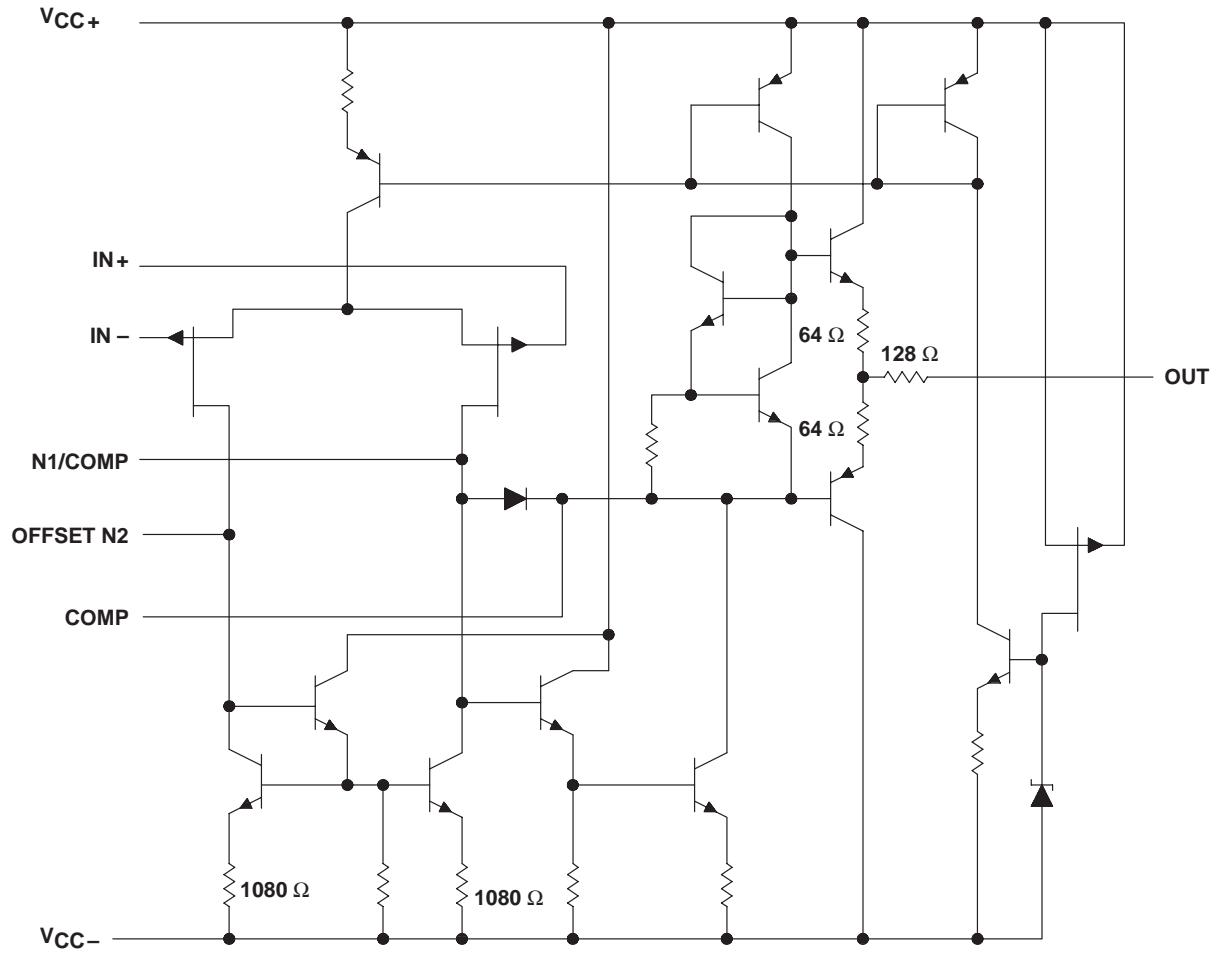 VCC+
IN+
IN−
64 Ω
128 Ω
OUT
64 Ω
N1/COMP
OFFSET N2
COMP
1080 Ω
1080 Ω
VCC−